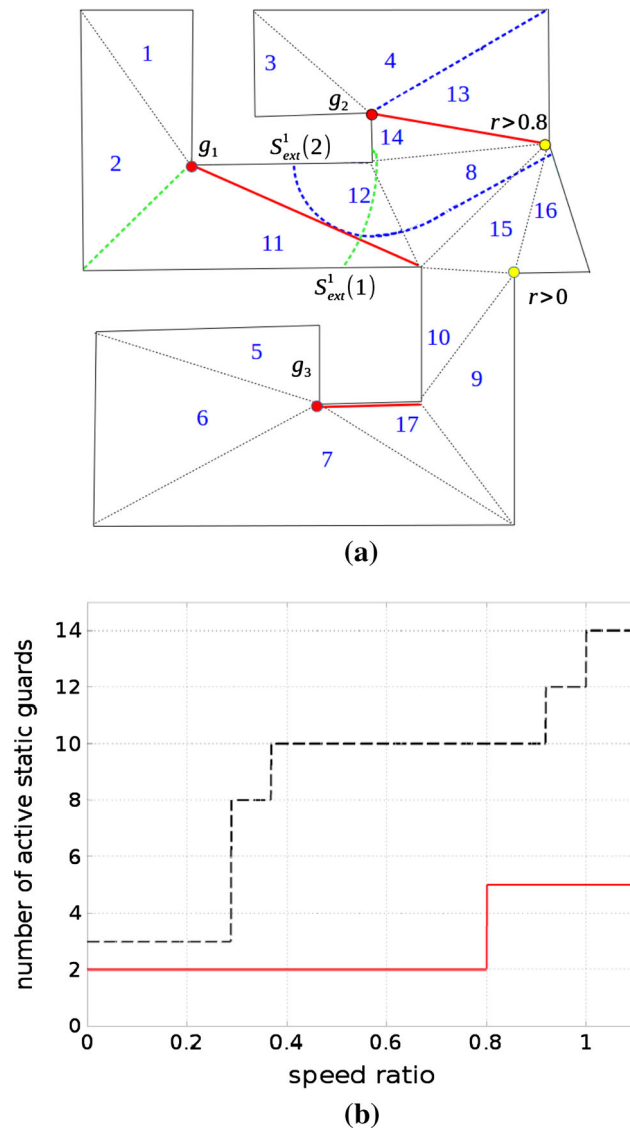 1
3
4
13
g₂
r>0.8
14
S¹ₑₓₜ(2)
g₁
2
8
12
15
16
11
S¹ₑₓₜ(1)
r>0
10
5
9
g₃
6
17
7
(a)
number of active static guards
14
12
10
8
6
4
2
0
0
0.2
0.4
0.6
0.8
1
speed ratio
(b)